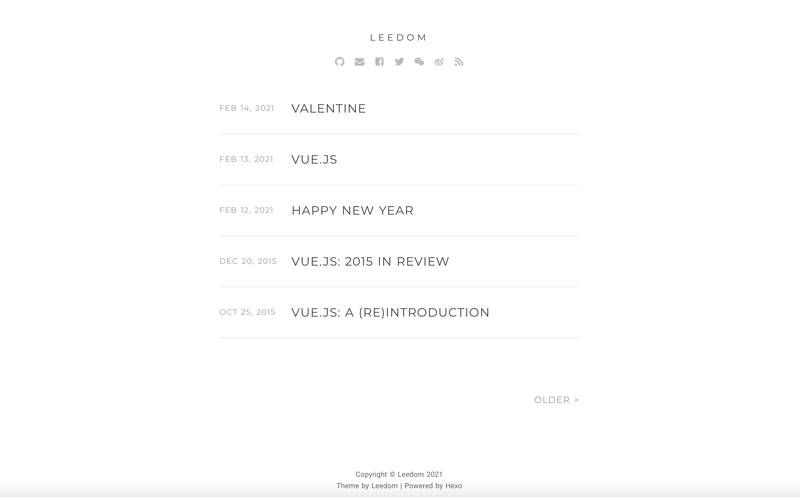 LEEDOM
FEB 14, 2021 VALENTINE
FEB 13, 2021 VUE.JS
FEB 12, 2021 HAPPY NEW YEAR
DEC 20, 2015 VUE.JS: 2015 IN REVIEW
OCT 25, 2015 VUE.JS: A (RE)INTRODUCTION
OLDER >
Copyright © Leedom 2021
Theme by Leedom | Powered by Hexo